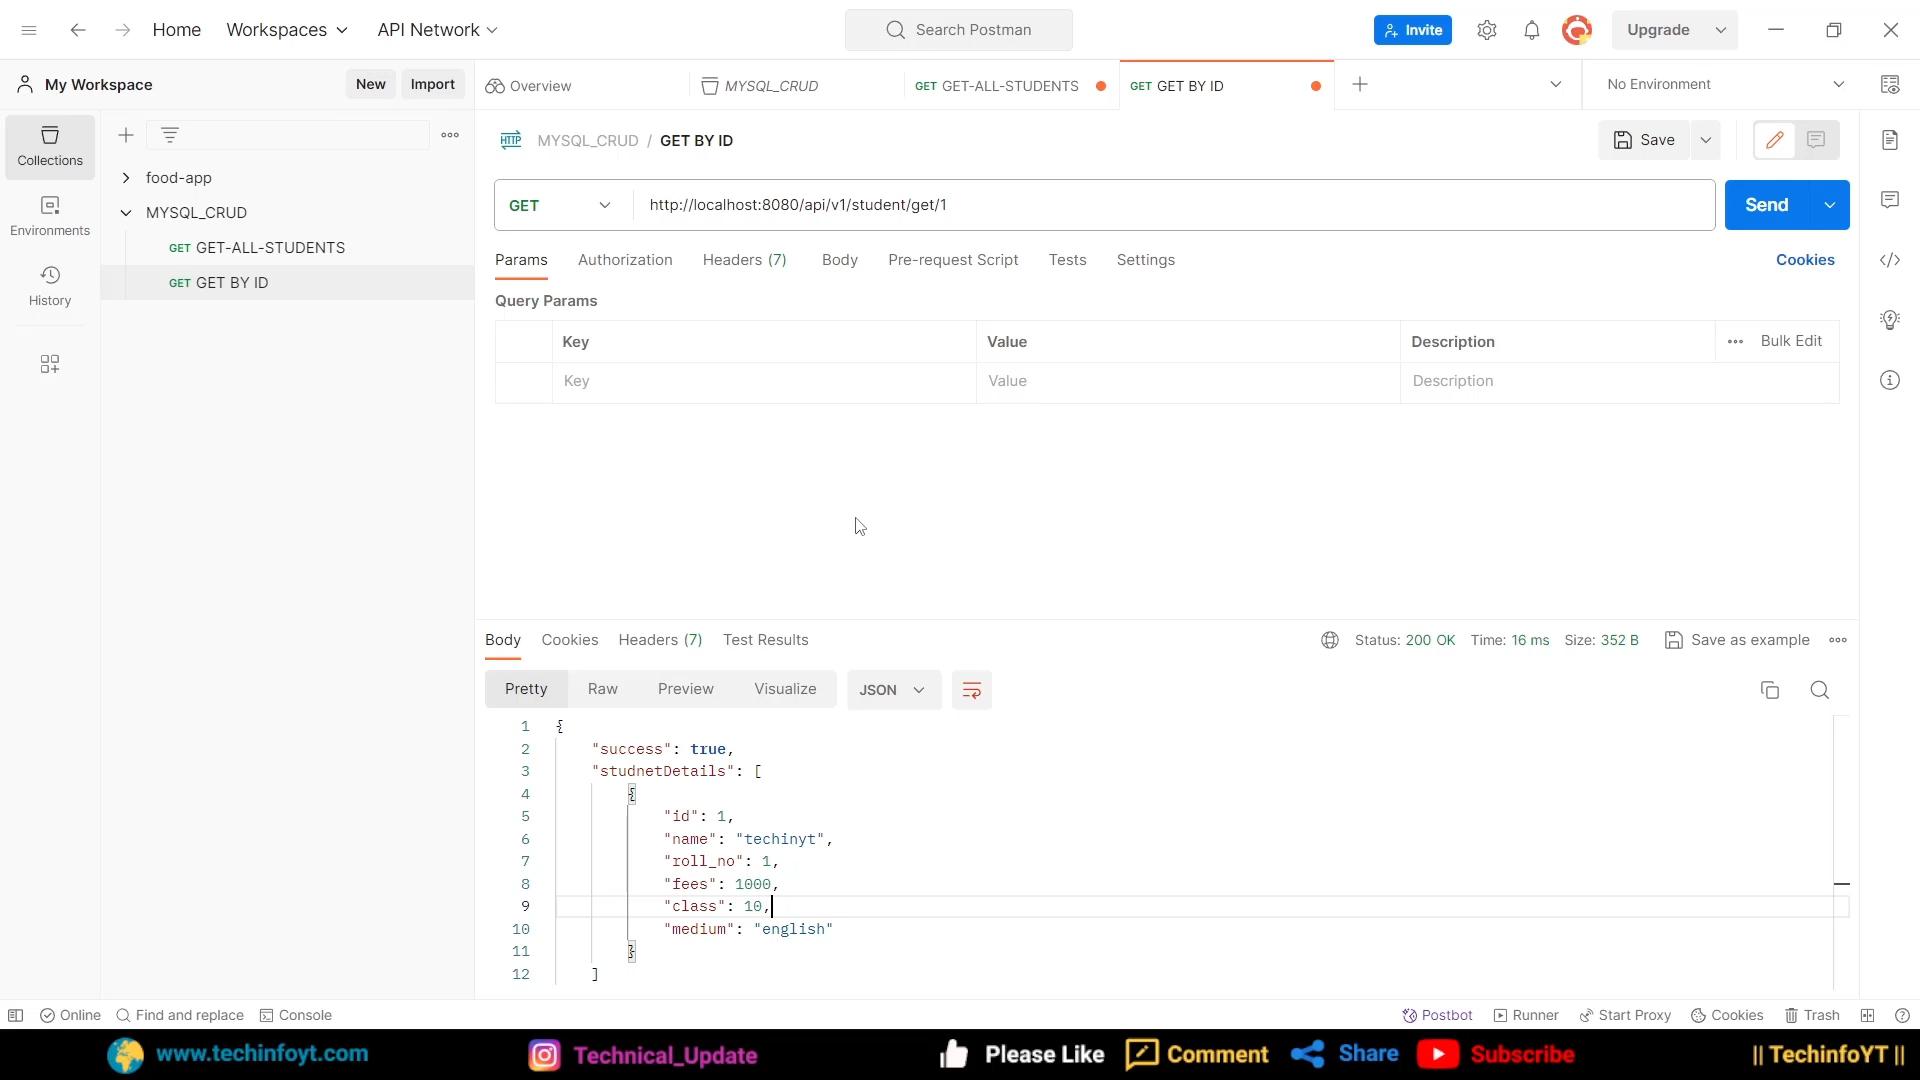 Home
Workspaces
API Network
Search Postman
Invite
Upgrade
My Workspace
New
Import
Overview
MYSQL_CRUD
GET GET-ALL-STUDENTS
GET GET BY ID
No Environment
Collections
Environments
History
food-app
MYSQL_CRUD
GET GET-ALL-STUDENTS
GET GET BY ID
HTTP MYSQL_CRUD / GET BY ID
Save
GET
http://localhost:8080/api/v1/student/get/1
Send
Params
Authorization
Headers (7)
Body
Pre-request Script
Tests
Settings
Cookies
Query Params
Key
Value
Description
Bulk Edit
Key
Value
Description
Body
Cookies
Headers (7)
Test Results
Status: 200 OK
Time: 16 ms
Size: 352 B
Save as example
Pretty
Raw
Preview
Visualize
JSON
1 {
2 "success": true,
3 "studnetDetails": [
4 {
5 "id": 1,
6 "name": "techinyt",
7 "roll_no": 1,
8 "fees": 1000,
9 "class": 10,
10 "medium": "english"
11 }
12 ]
Online
Find and replace
Console
Postbot
Runner
Start Proxy
Cookies
Trash
www.techinfoyt.com
Technical_Update
Please Like
Comment
Share
Subscribe
|| TechinfoYT ||